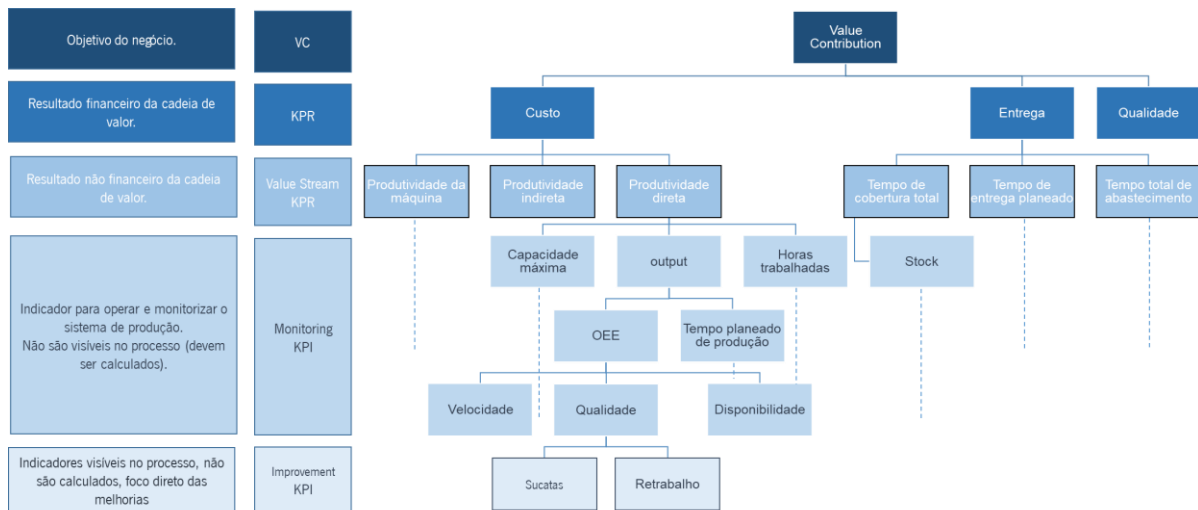 Objetivo do negócio.
VC
Value
Contribution
Resultado financeiro da cadeia de
valor.
KPR
Custo
Entrega
Qualidade
Resultado não financeiro da cadeia
de valor.
Value Stream
KPR
Produtividade da
máquina
Produtividade
indireta
Produtividade
direta
Tempo de
cobertura total
Tempo de
entrega planeado
Tempo total de
abastecimento
Indicador para operar e monitorizar o
sistema de produção.
Não são visíveis no processo (devem
ser calculados).
Monitoring
KPI
Capacidade
máxima
output
Horas
trabalhadas
Stock
OEE
Tempo planeado
de produção
Velocidade
Qualidade
Disponibilidade
Indicadores visíveis no processo, não
são calculados, foco direto das
melhorias
Improvement
KPI
Sucatas
Retrabalho